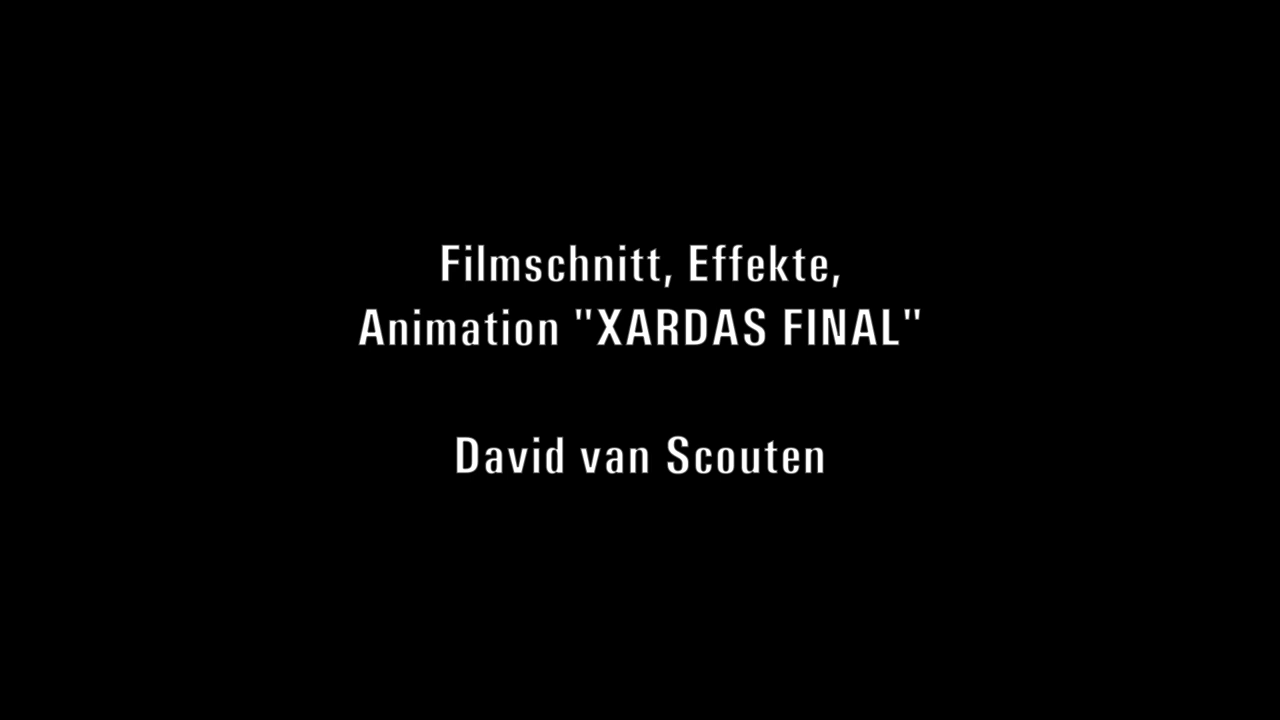 Filmschnitt, Effekte,
Animation "XARDAS FINAL"
David van Scouten